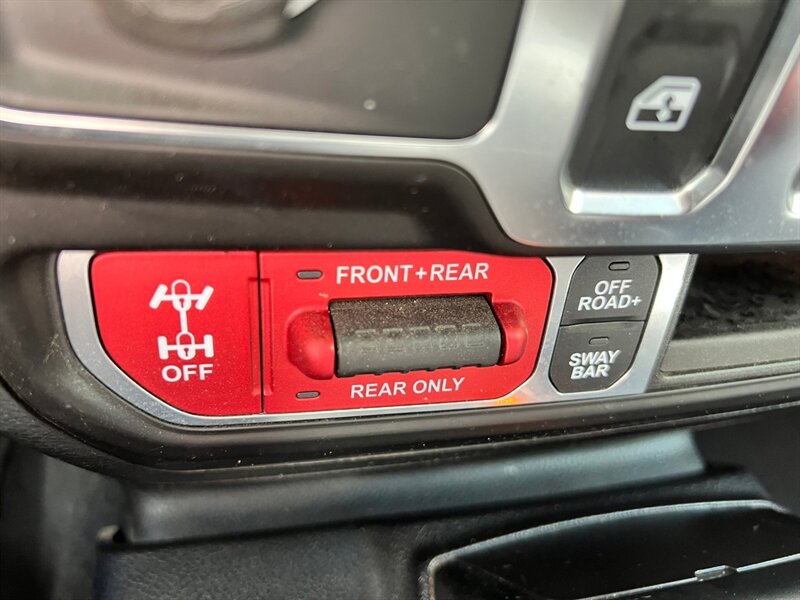 FRONT+REAR
OFF
REAR ONLY
OFF
ROAD+
SWAY
BAR